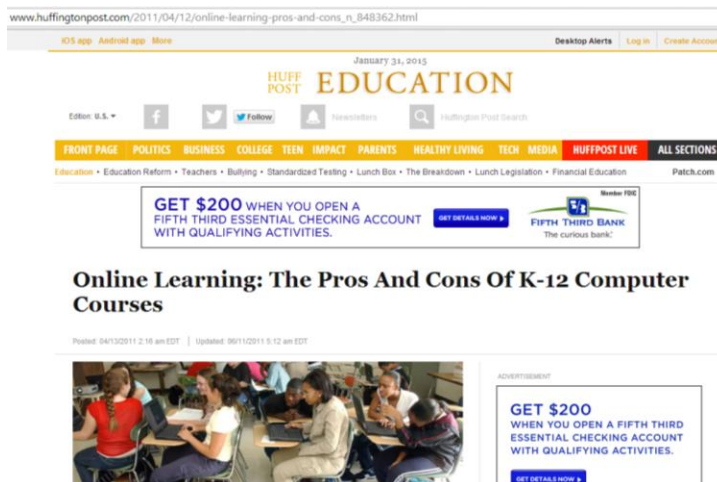 www.huffingtonpost.com/2011/04/12/online-learning-pros-and-cons_n_848362.html
iOS app Android app More Desktop Alerts Log in Create Accou
January 31, 2015
HUFF POST EDUCATION
Edition: U.S. Follow Newsletters Huffington Post Search
FRONT PAGE POLITICS BUSINESS COLLEGE TEEN IMPACT PARENTS HEALTHY LIVING TECH MEDIA HUFFPOST LIVE ALL SECTIONS
Education • Education Reform • Teachers • Bullying • Standardized Testing • Lunch Box • The Breakdown • Lunch Legislation • Financial Education Patch.com
Member FDIC
GET $200 WHEN YOU OPEN A
FIFTH THIRD ESSENTIAL CHECKING ACCOUNT
WITH QUALIFYING ACTIVITIES.
GET DETAILS NOW
FIFTH THIRD BANK
The curious bank.
Online Learning: The Pros And Cons Of K-12 Computer
Courses
Posted: 04/13/2011 2:16 am EDT | Updated: 06/11/2011 5:12 am EDT
ADVERTISEMENT
GET $200
WHEN YOU OPEN A FIFTH THIRD
ESSENTIAL CHECKING ACCOUNT
WITH QUALIFYING ACTIVITIES.
GET DETAILS NOW